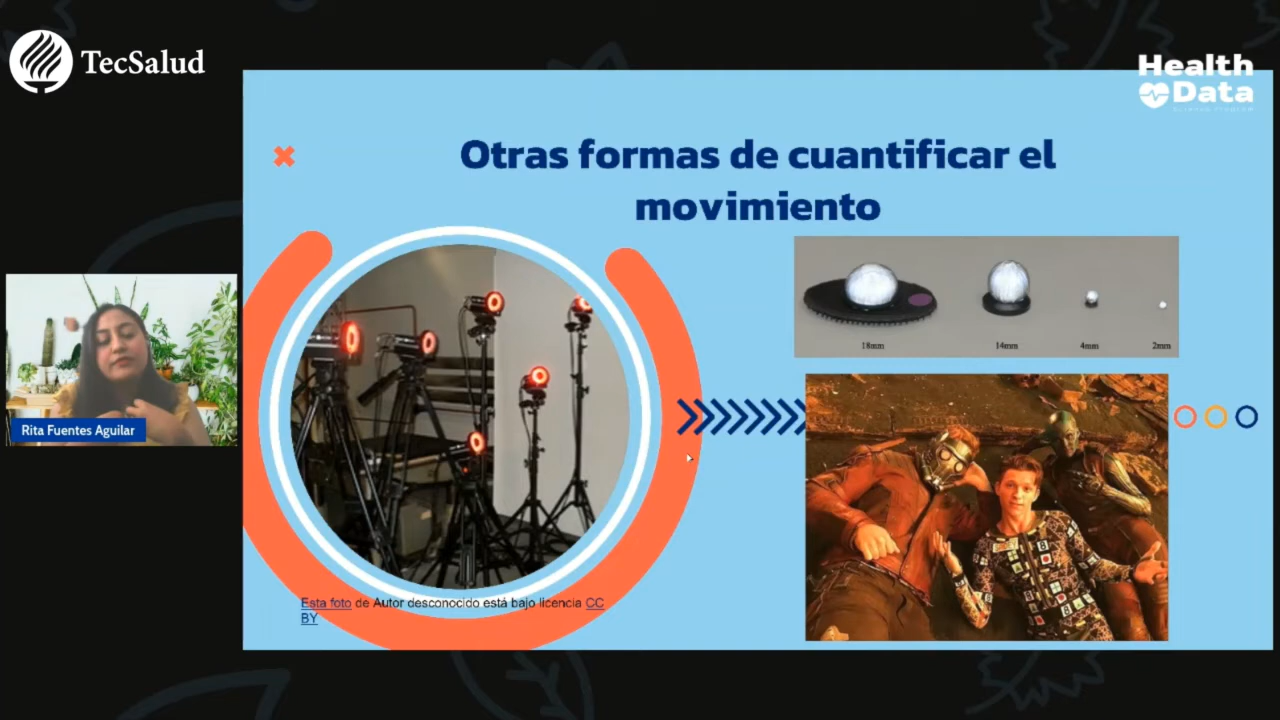 TecSalud
Health
Data
Otras formas de cuantificar el
movimiento
18mm
14mm
4mm
2mm
Rita Fuentes Aguilar
Esta foto de Autor desconocido está bajo licencia CC
BY